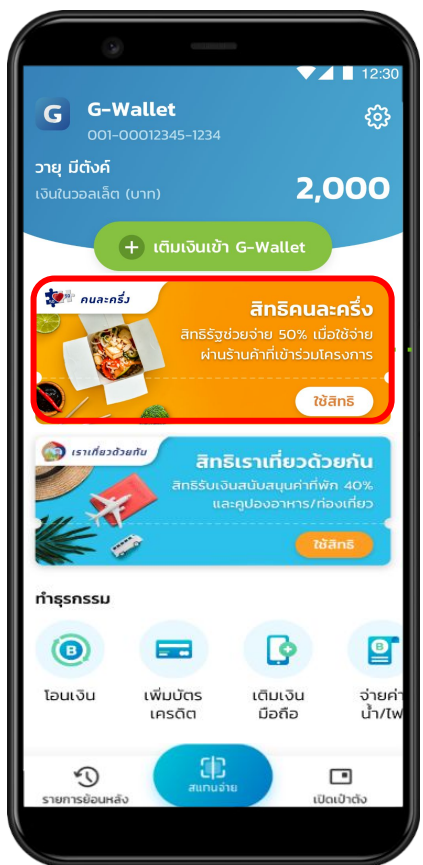 12:30
G
G-Wallet
001-00012345-1234
วายุ มีตังค์
เงินในวอลเล็ต (บาท)
2,000
+ เติมเงินเข้า G-Wallet
คนละครึ่ง
สิทธิคนละครึ่ง
สิทธิรัฐช่วยจ่าย 50% เมื่อใช้จ่าย
ผ่านร้านค้าที่เข้าร่วมโครงการ
ใช้สิทธิ
เราเที่ยวด้วยกัน
สิทธิเราเที่ยวด้วยกัน
สิทธิรับเงินสนับสนุนค่าที่พัก 40%
และคูปองอาหาร/ท่องเที่ยว
ใช้สิทธิ
ทำธุรกรรม
โอนเงิน
เพิ่มบัตร
เครดิต
เติมเงิน
มือถือ
จ่ายค่า
น้ำ/ไฟ
รายการย้อนหลัง
สแกนจ่าย
เปิดเป๋าตัง